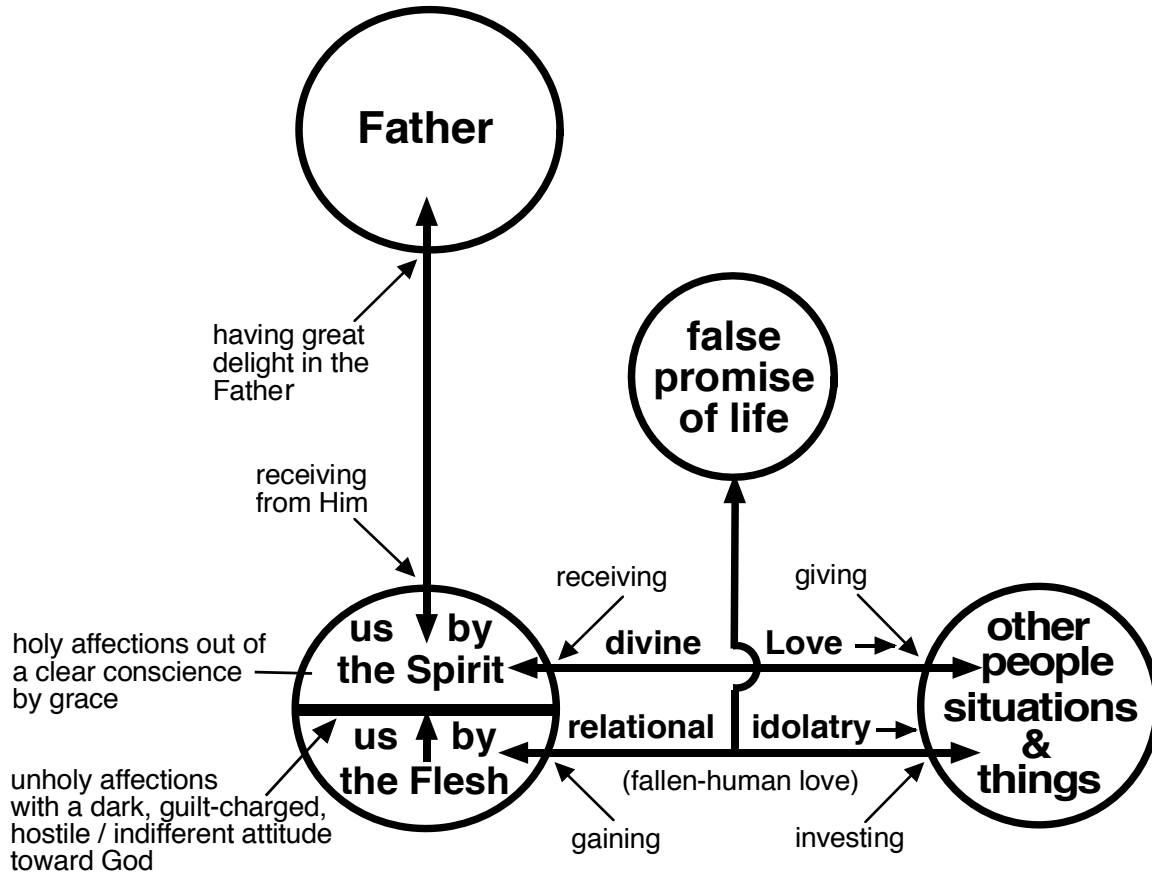 Father
having great
delight in the
Father
false
promise
of life
receiving
from Him
receiving
giving
us by
the Spirit
divine Love
other
people
situations
&
things
holy affections out of
a clear conscience
by grace
us by
the Flesh
relational idolatry
(fallen-human love)
unholy affections
with a dark, guilt-charged,
hostile / indifferent attitude
toward God
gaining
investing